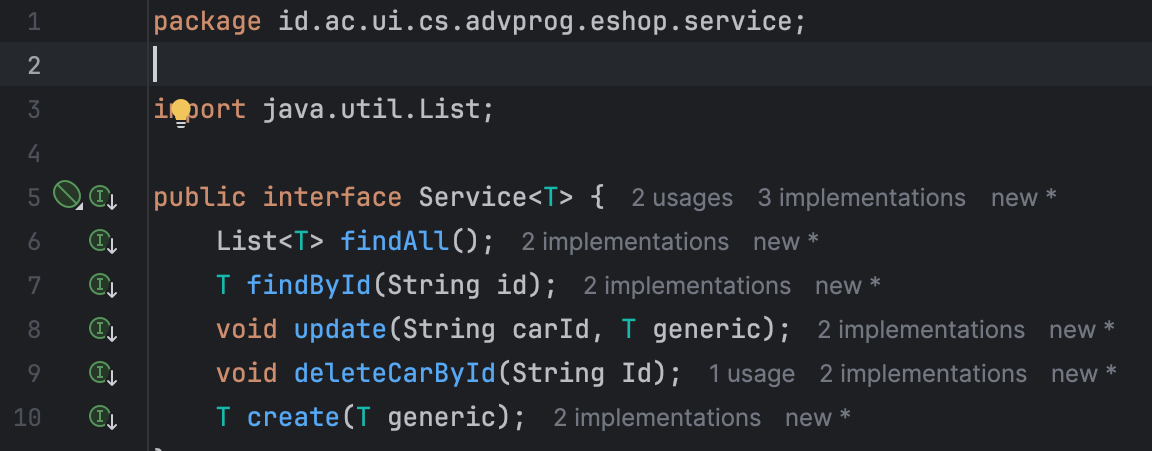 1 package id.ac.ui.cs.advprog.eshop.service;
2
3 import java.util.List;
4
5 public interface Service<T> { 2 usages 3 implementations new *
6 List<T> findAll(); 2 implementations new *
7 T findById(String id); 2 implementations new *
8 void update(String carId, T generic); 2 implementations new *
9 void deleteCarById(String Id); 1 usage 2 implementations new *
10 T create(T generic); 2 implementations new *